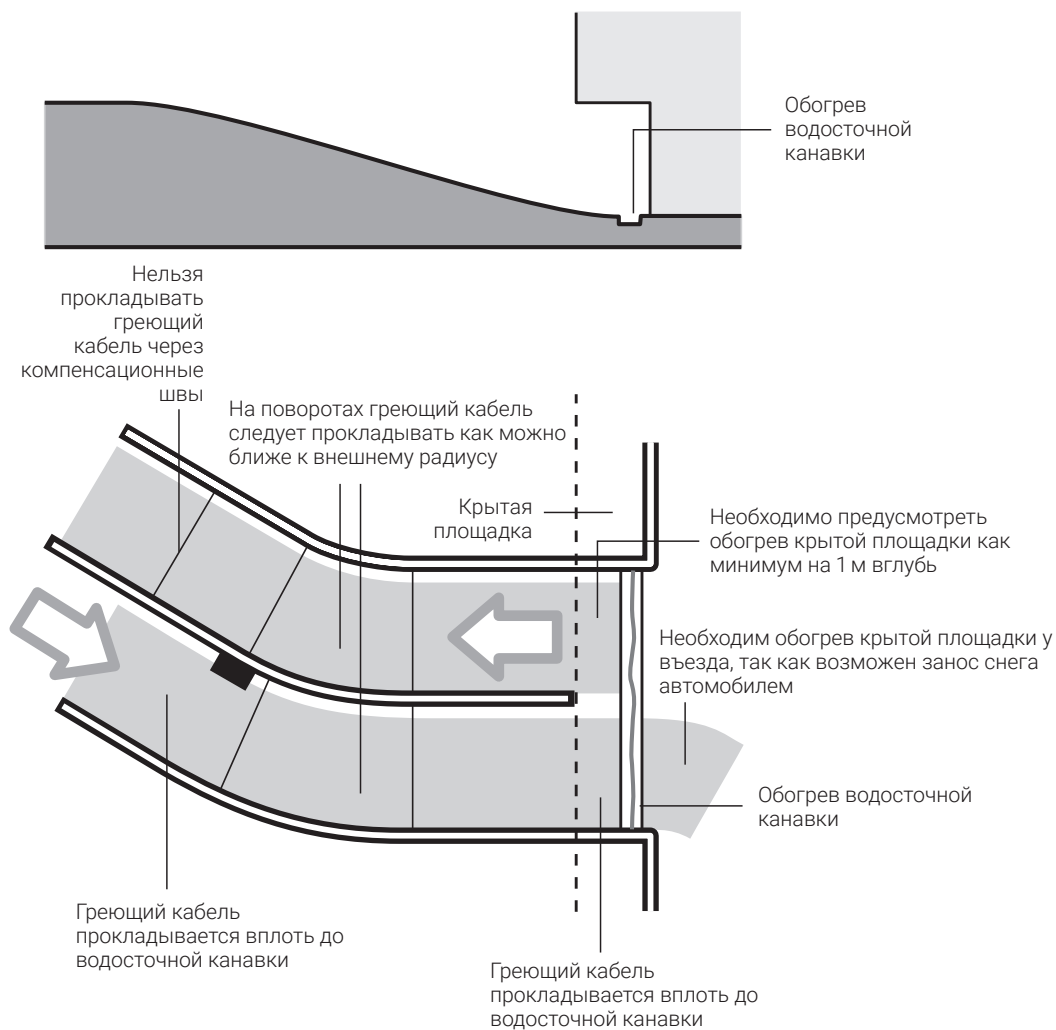 Обогрев
водосточной
канавки
Нельзя
прокладывать
греющий
кабель через
компенсационные
швы
На поворотах греющий кабель
следует прокладывать как можно
ближе к внешнему радиусу
Крытая
площадка
Необходимо предусмотреть
обогрев крытой площадки как
минимум на 1 м вглубь
Необходим обогрев крытой площадки у
въезда, так как возможен занос снега
автомобилем
Обогрев водосточной
канавки
Греющий кабель
прокладывается вплоть до
водосточной канавки
Греющий кабель
прокладывается вплоть до
водосточной канавки